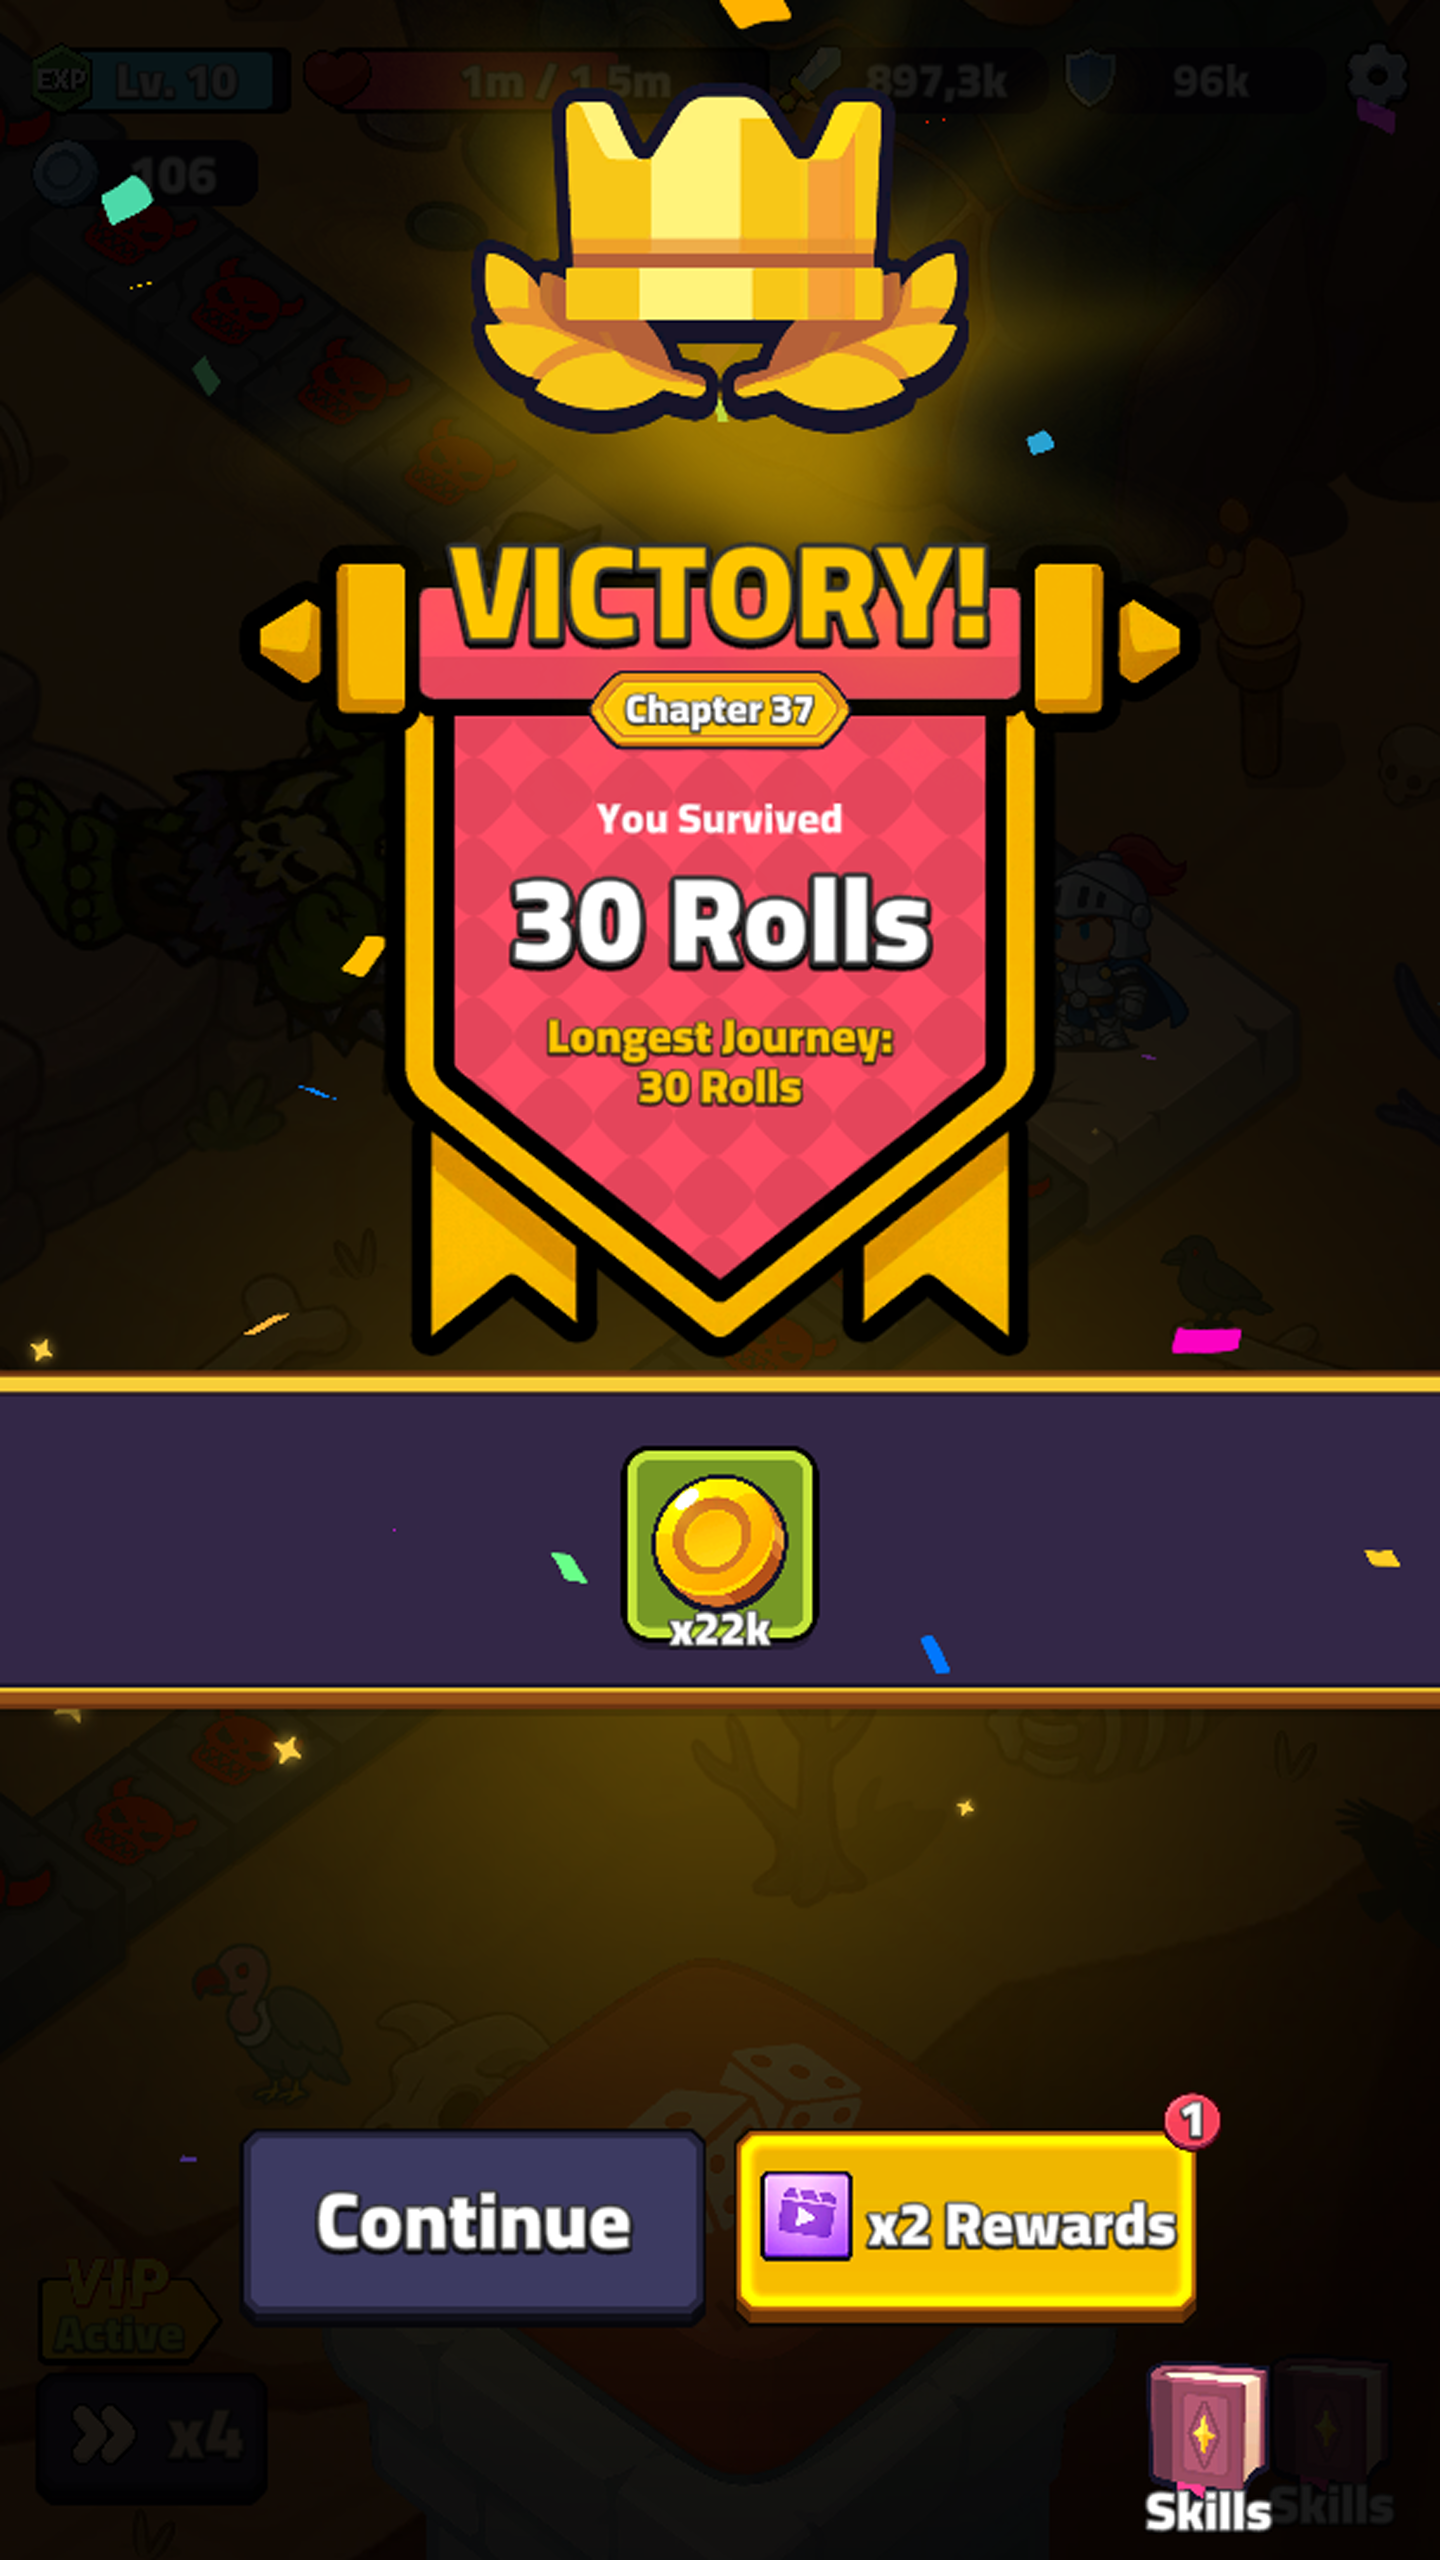 EXP Lv. 10
1m / 1.5m
897,3k
96k
106
VICTORY!
Chapter 37
You Survived
30 Rolls
Longest Journey:
30 Rolls
x22k
1
Continue
x2 Rewards
VIP
Active
x4
Skills
Skills